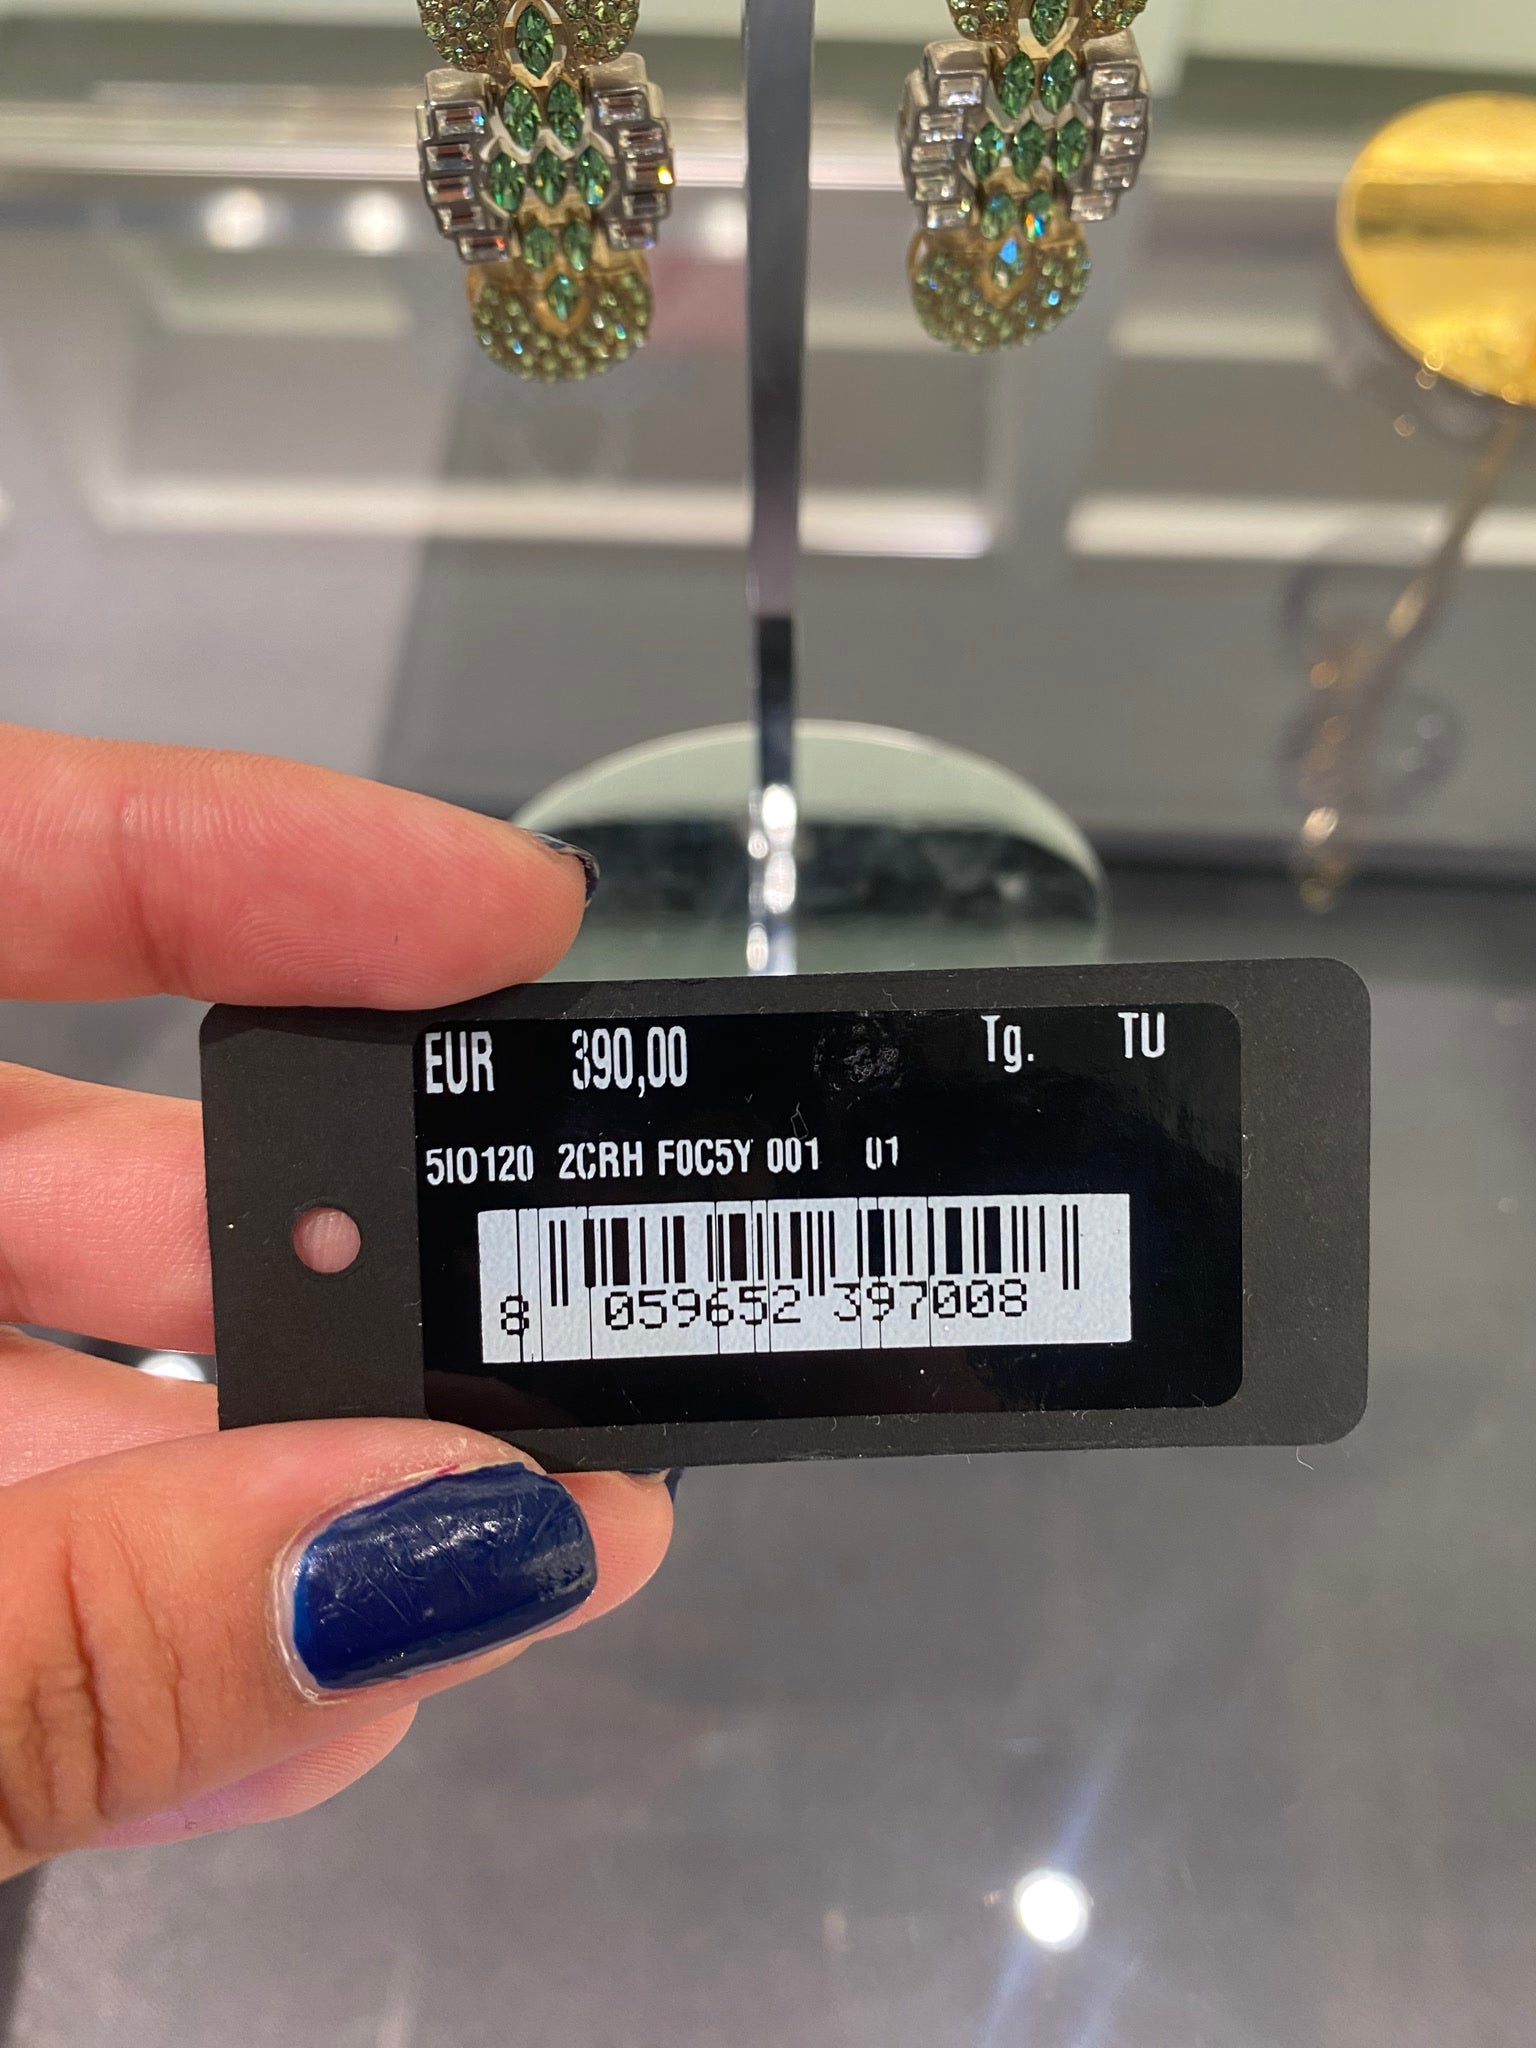 EUR 390,00 Tg. TU
5IO120 2CRH F0C5Y 001 01
8 059652 397008